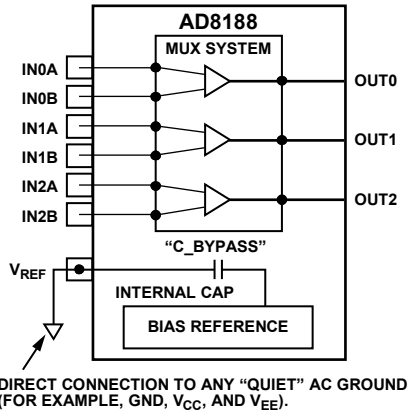 AD8188
MUX SYSTEM
IN0A
IN0B
IN1A
IN1B
IN2A
IN2B
OUT0
OUT1
OUT2
"C_BYPASS"
VREF
INTERNAL CAP
BIAS REFERENCE
DIRECT CONNECTION TO ANY "QUIET" AC GROUND
(FOR EXAMPLE, GND, VCC, AND VEE).